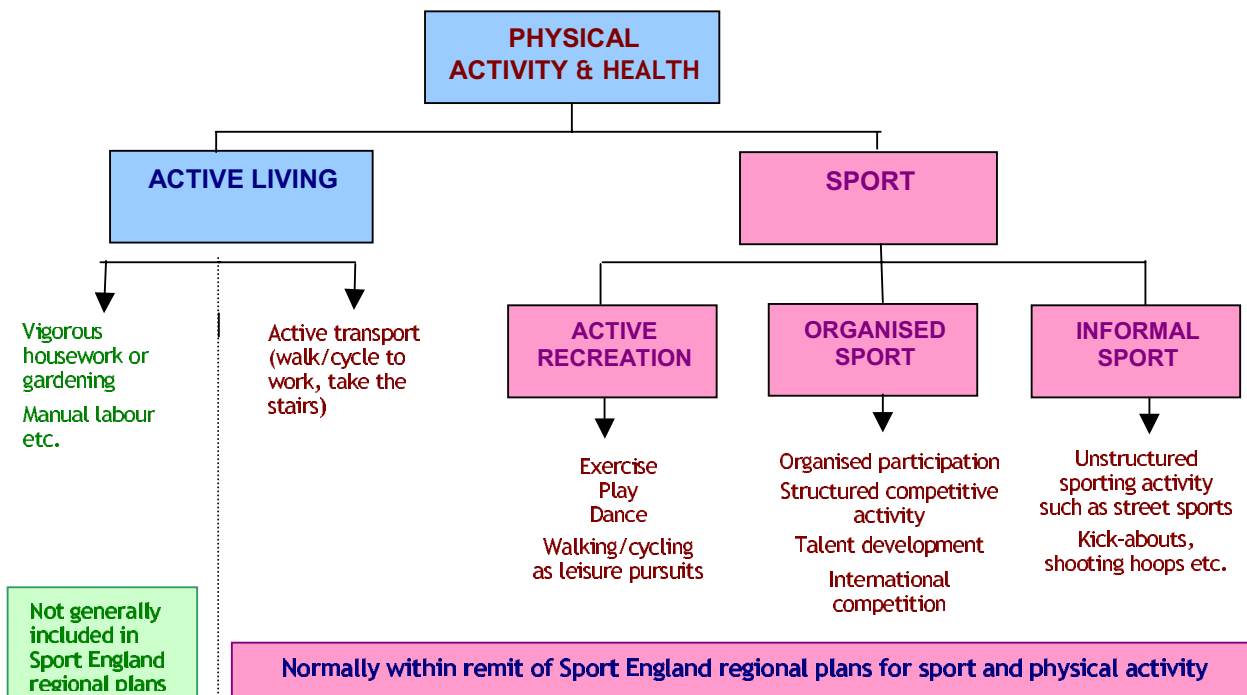 PHYSICAL
ACTIVITY & HEALTH
ACTIVE LIVING
SPORT
Vigorous
housework or
gardening
Manual labour
etc.
Active transport
(walk/cycle to
work, take the
stairs)
ACTIVE
RECREATION
ORGANISED
SPORT
INFORMAL
SPORT
Exercise
Play
Dance
Walking/cycling
as leisure pursuits
Organised participation
Structured competitive
activity
Talent development
International
competition
Unstructured
sporting activity
such as street sports
Kick-abouts,
shooting hoops etc.
Not generally
included in
Sport England
regional plans
Normally within remit of Sport England regional plans for sport and physical activity